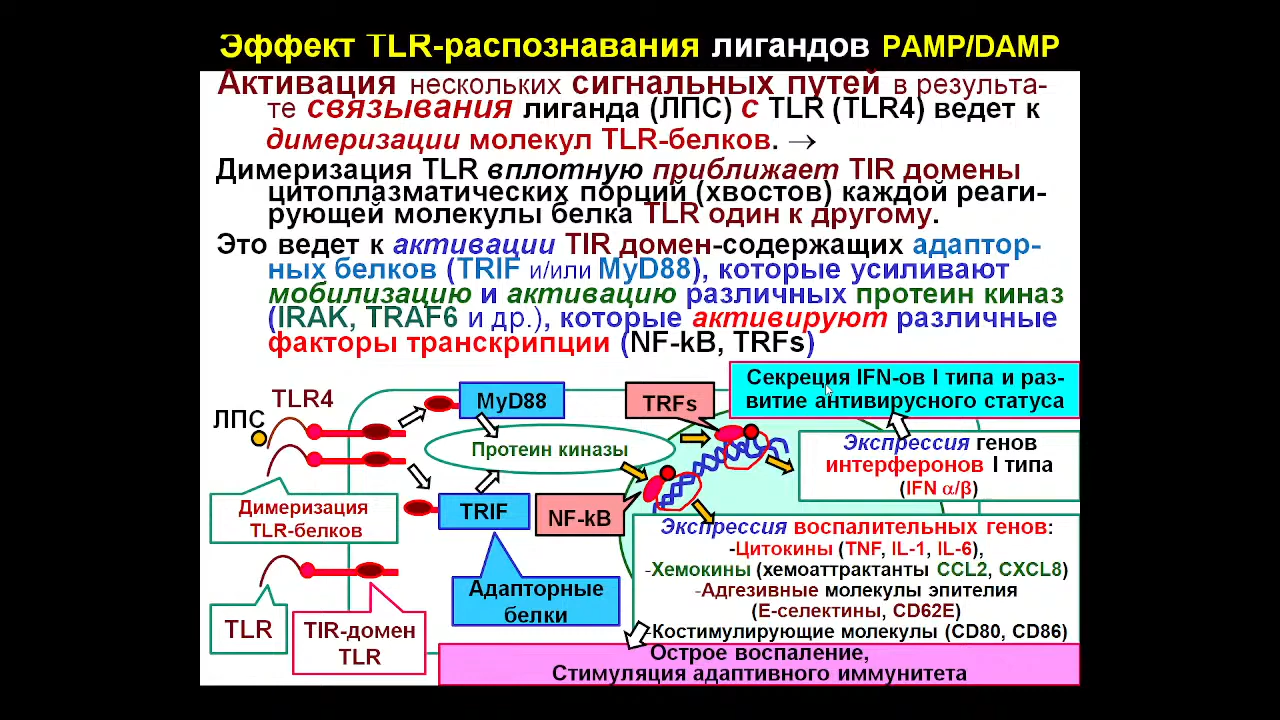 Эффект TLR-распознавания лигандов PAMP/DAMP
Активация нескольких сигнальных путей в результа-
те связывания лиганда (ЛПС) с TLR (TLR4) ведет к
димеризации молекул TLR-белков. →
Димеризация TLR вплотную приближает TIR домены
цитоплазматических порций (хвостов) каждой реаги-
рующей молекулы белка TLR один к другому.
Это ведет к активации TIR домен-содержащих адаптор-
ных белков (TRIF и/или MyD88), которые усиливают
мобилизацию и активацию различных протеин киназ
(IRAK, TRAF6 и др.), которые активируют различные
факторы транскрипции (NF-kB, TRFs)
ЛПС
TLR4
MyD88
TRFs
Секреция IFN-ов I типа и раз-
витие антивирусного статуса
Протеин киназы
Экспрессия генов
интерферонов I типа
(IFN α/β)
Димеризация
TLR-белков
TRIF
NF-kB
Экспрессия воспалительных генов:
-Цитокины (TNF, IL-1, IL-6),
-Хемокины (хемоаттрактанты CCL2, CXCL8)
-Адгезивные молекулы эпителия
(Е-селектины, CD62E)
-Костимулирующие молекулы (CD80, CD86)
Адапторные
белки
TLR
TIR-домен
TLR
Острое воспаление,
Стимуляция адаптивного иммунитета